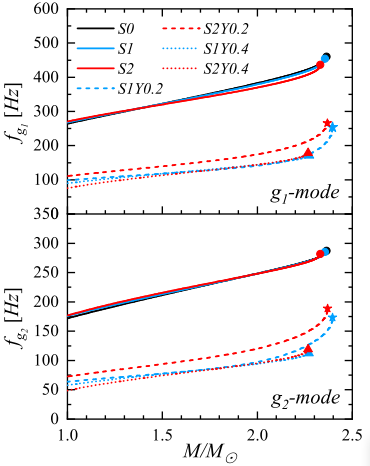 600
500
400
300
200
100
f_{g_1} [Hz]
S0
S1
S2
S1Y0.2
S2Y0.2
S1Y0.4
S2Y0.4
g_1-mode
350
300
250
200
150
100
50
0
f_{g_2} [Hz]
g_2-mode
1.0 1.5 2.0 2.5
M/M_⊙